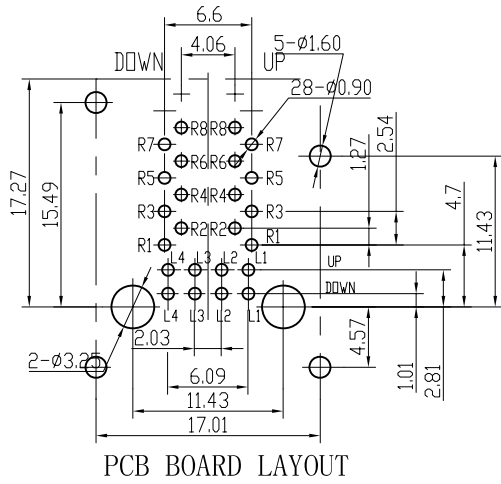 6.6
4.06
5-ø1.60
DOWN UP
28-ø0.90
R8 R8
R7 R7
R6 R6
R5 R5
R4 R4
R3 R3
R2 R2
R1 R1
L4 L3 L2 L1
UP
DOWN
L4 L3 L2 L1
17.27
15.49
1.27
2.54
4.7
11.43
2-ø3.25
2.03
4.57
1.01
2.81
6.09
11.43
17.01
PCB BOARD LAYOUT